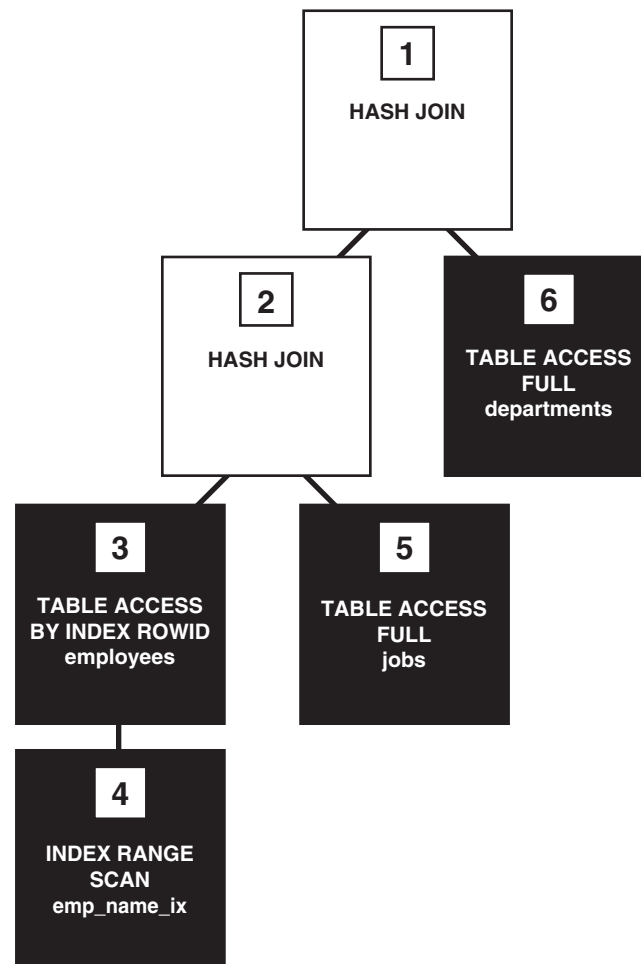 1
HASH JOIN
2
HASH JOIN
6
TABLE ACCESS
FULL
departments
3
TABLE ACCESS
BY INDEX ROWID
employees
5
TABLE ACCESS
FULL
jobs
4
INDEX RANGE
SCAN
emp_name_ix